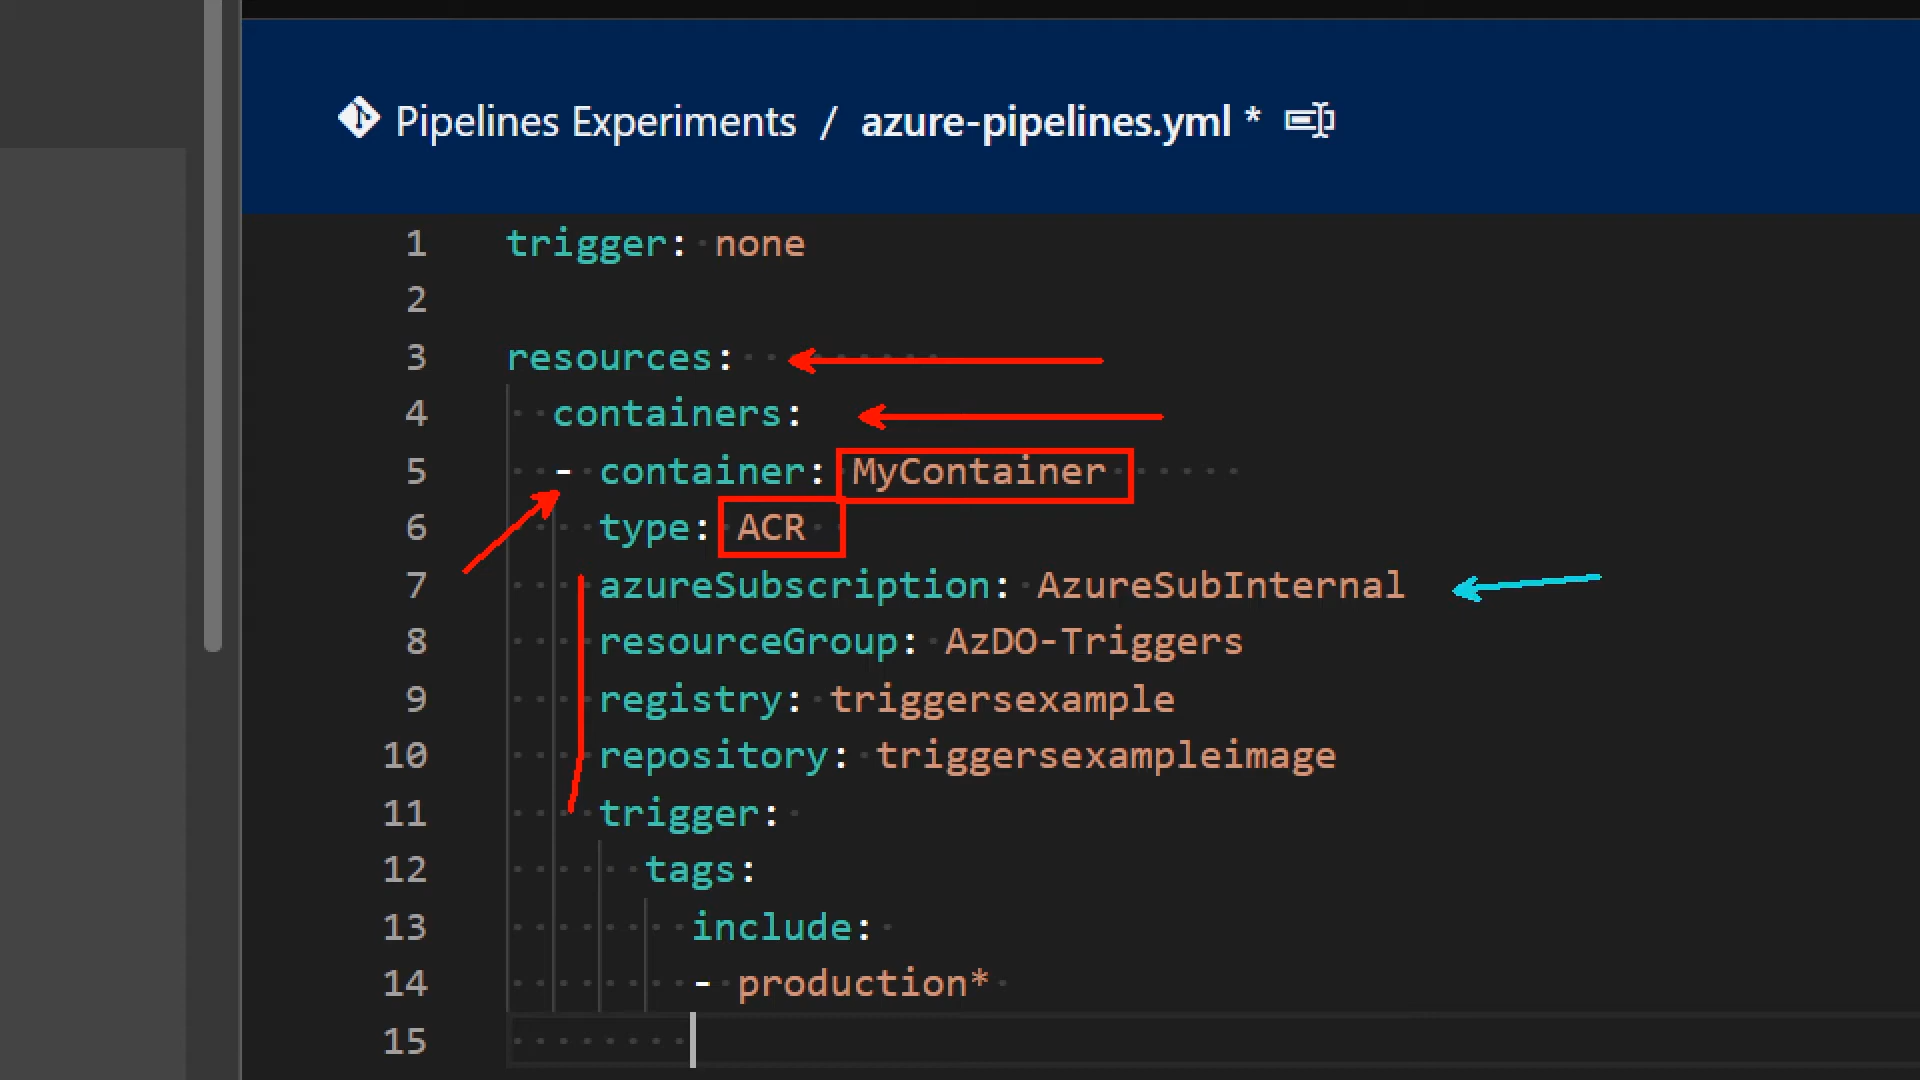 Pipelines Experiments / azure-pipelines.yml *
1 trigger: none
2
3 resources:
4 containers:
5 - container: MyContainer
6 type: ACR
7 azureSubscription: AzureSubInternal
8 resourceGroup: AzDO-Triggers
9 registry: triggersexample
10 repository: triggersexampleimage
11 trigger:
12 tags:
13 include:
14 - production*
15